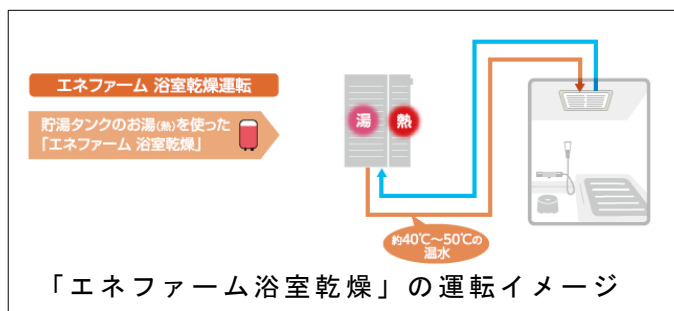 エネファーム 浴室乾燥運転
貯湯タンクのお湯(熱)を使った
「エネファーム 浴室乾燥」
湯 熱
約40℃～50℃の
温水
「エネファーム浴室乾燥」の運転イメージ